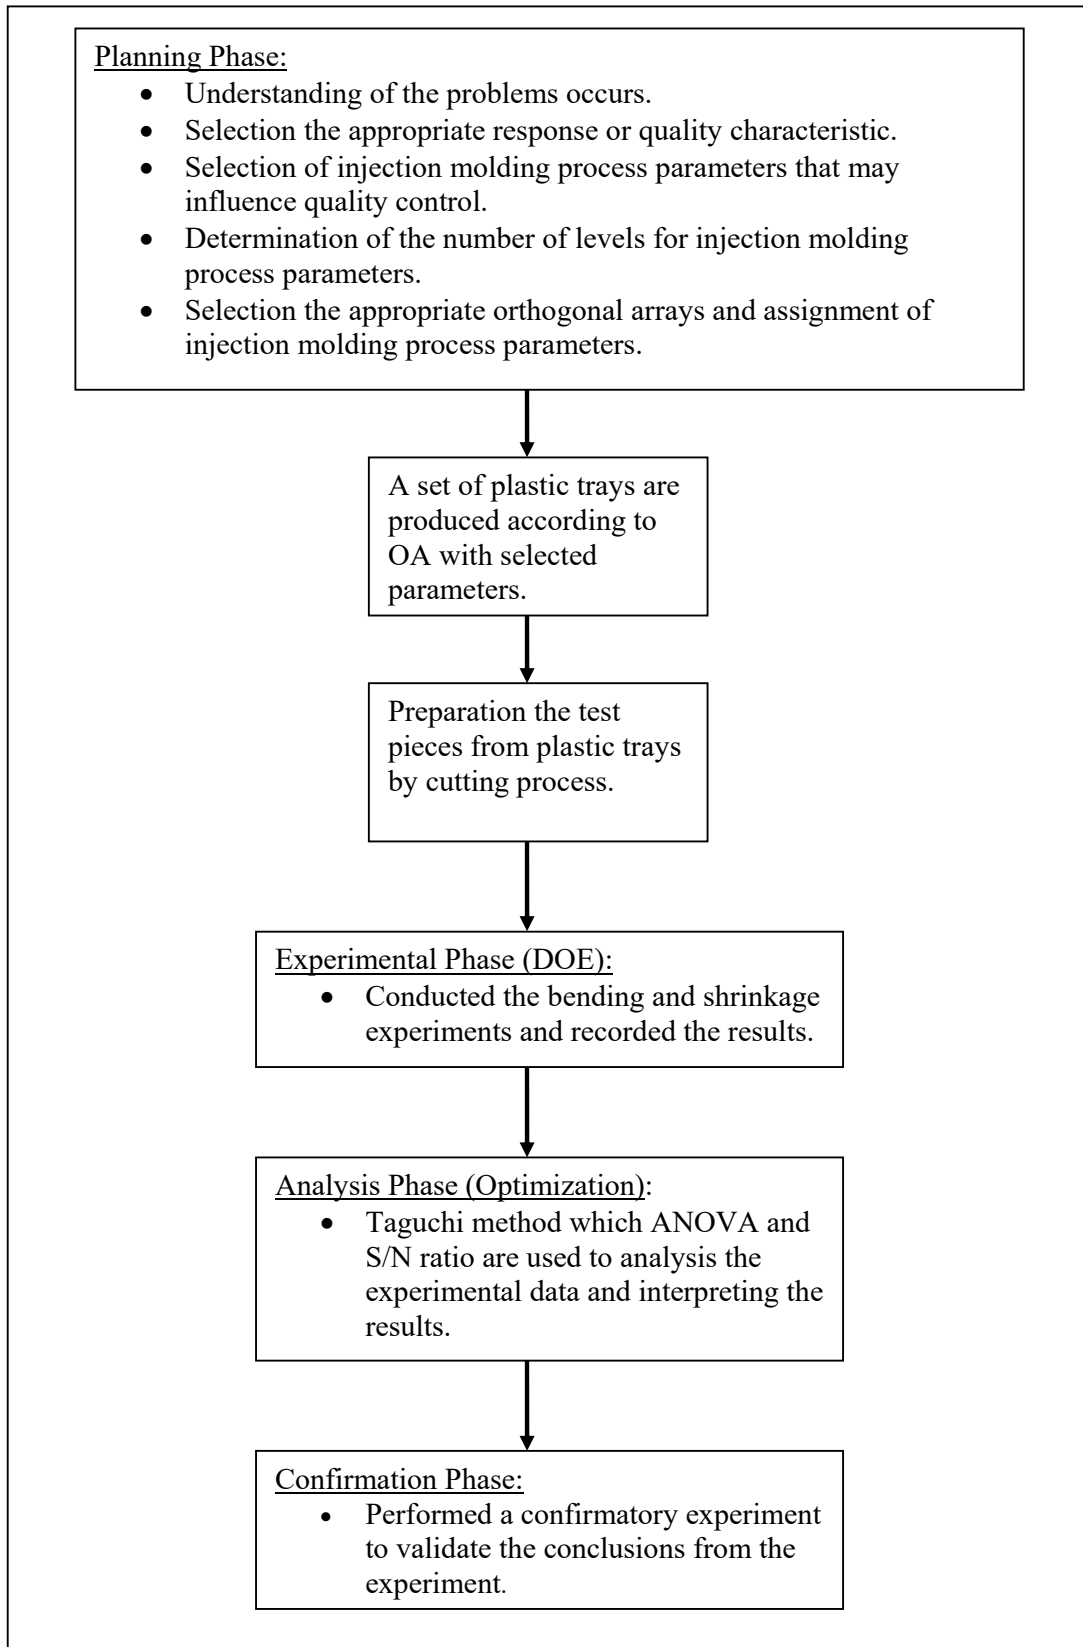 Planning Phase:
• Understanding of the problems occurs.
• Selection the appropriate response or quality characteristic.
• Selection of injection molding process parameters that may
influence quality control.
• Determination of the number of levels for injection molding
process parameters.
• Selection the appropriate orthogonal arrays and assignment of
injection molding process parameters.
A set of plastic trays are
produced according to
OA with selected
parameters.
Preparation the test
pieces from plastic trays
by cutting process.
Experimental Phase (DOE):
• Conducted the bending and shrinkage
experiments and recorded the results.
Analysis Phase (Optimization):
• Taguchi method which ANOVA and
S/N ratio are used to analysis the
experimental data and interpreting the
results.
Confirmation Phase:
• Performed a confirmatory experiment
to validate the conclusions from the
experiment.